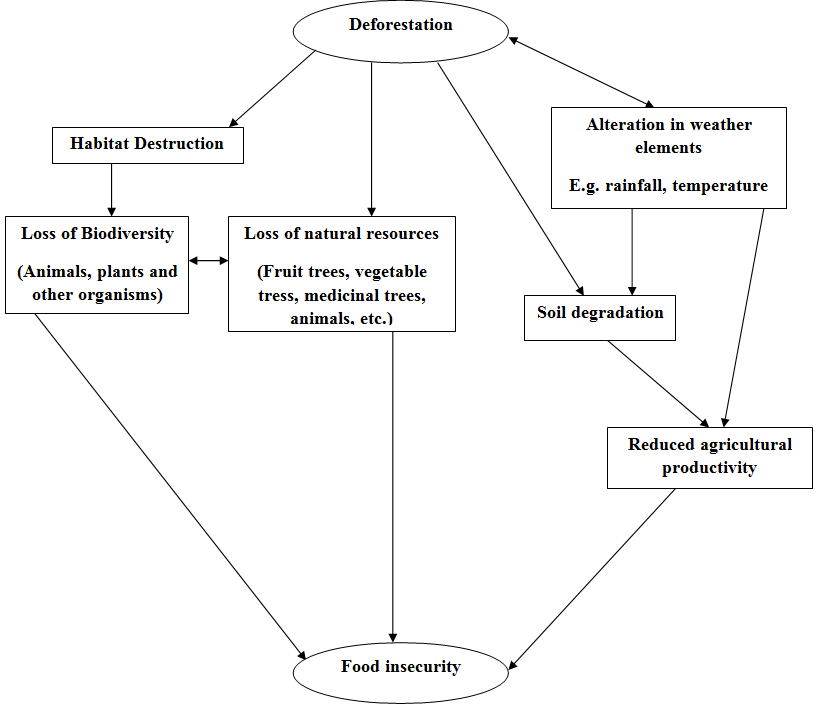 Deforestation
Habitat Destruction
Alteration in weather
elements
E.g. rainfall, temperature
Loss of Biodiversity
(Animals, plants and
other organisms)
Loss of natural resources
(Fruit trees, vegetable
tress, medicinal trees,
animals, etc.)
Soil degradation
Reduced agricultural
productivity
Food insecurity